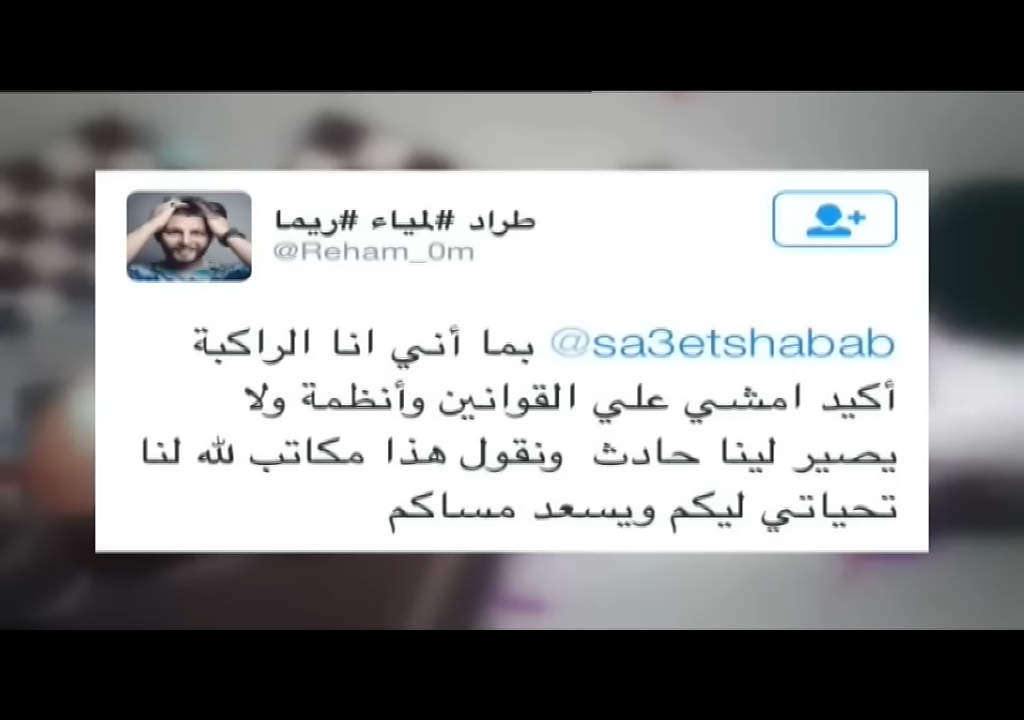 طراد #لمياء #ريما
@Reham_0m
@sa3etshabab بما أني انا الراكبة
أكيد امشي علي القوانين وأنظمة ولا
يصير لينا حادث ونقول هذا مكاتب لله لنا
تحياتي ليكم ويسعد مساكم